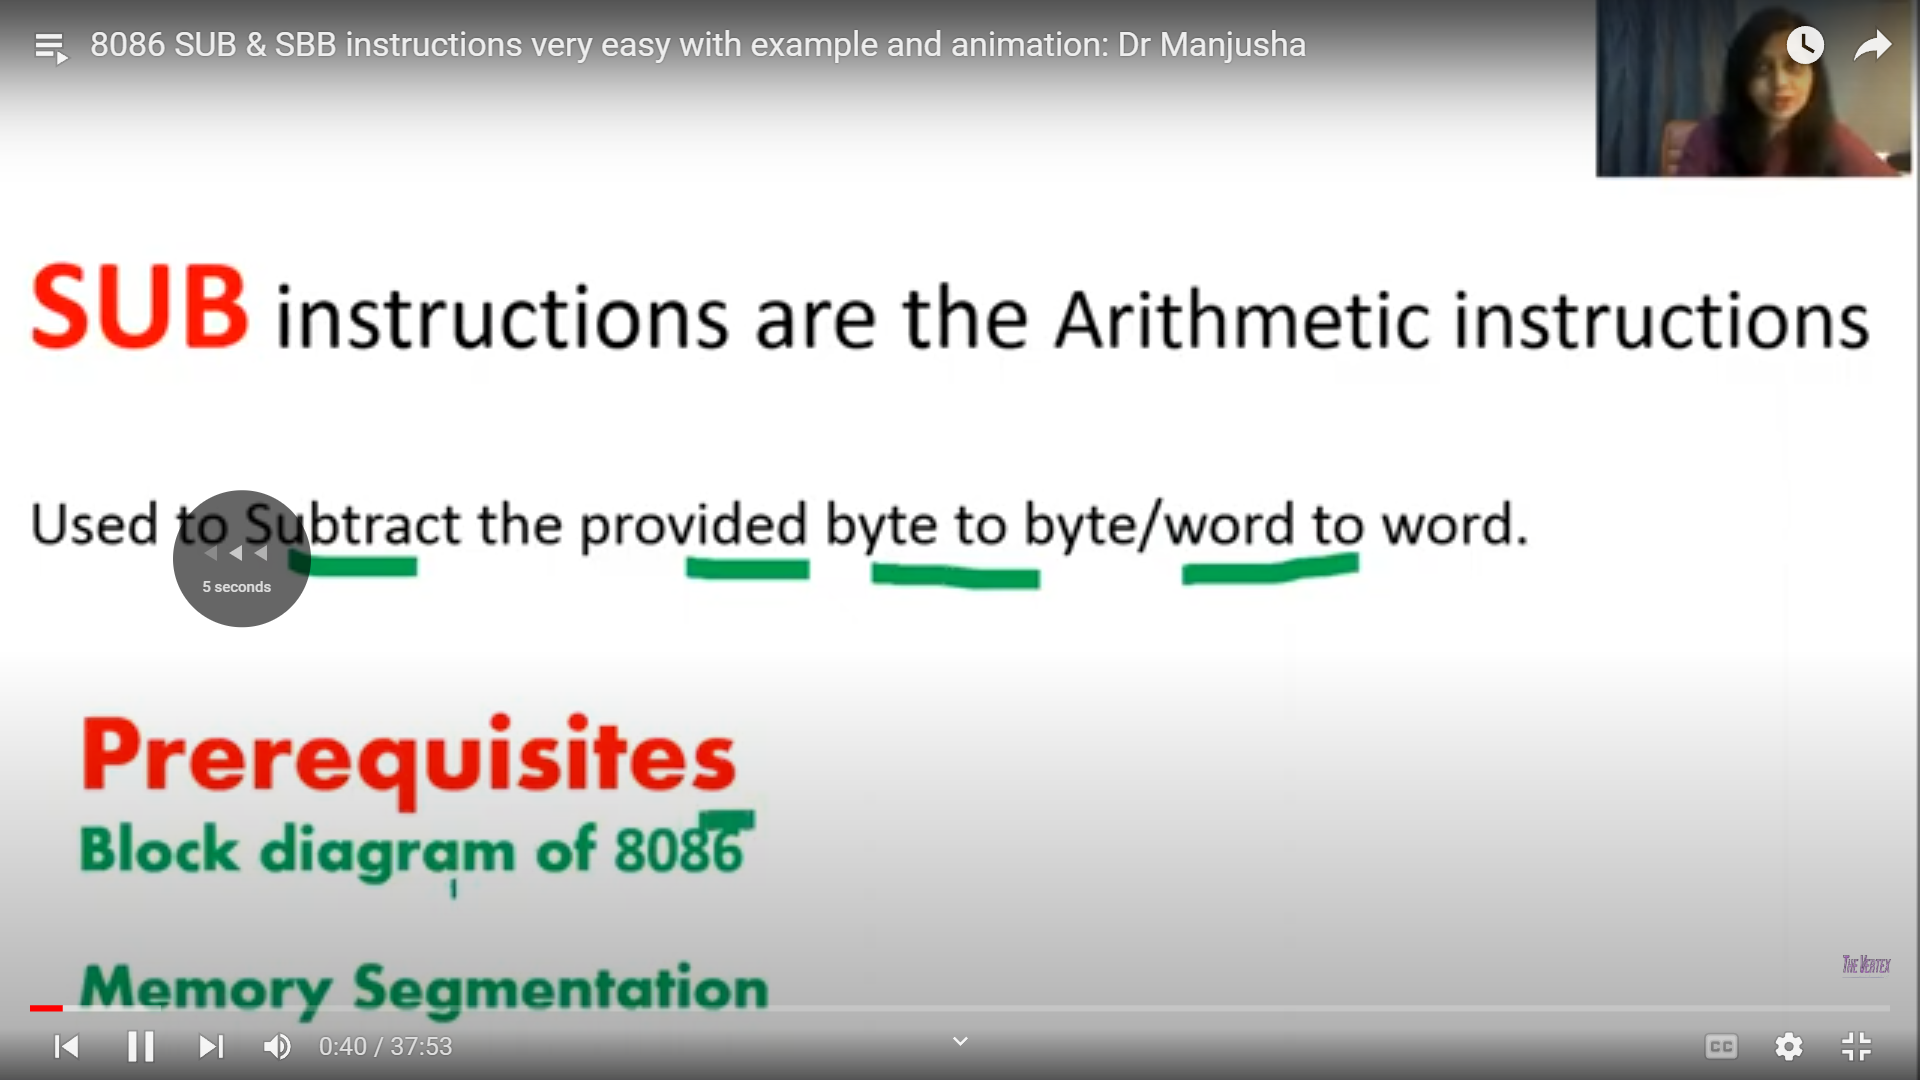 8086 SUB & SBB instructions very easy with example and animation: Dr Manjusha
SUB instructions are the Arithmetic instructions
Used to Subtract the provided byte to byte/word to word.
5 seconds
Prerequisites
Block diagram of 8086
Memory Segmentation
THE VERTEX
0:40 / 37:53
CC